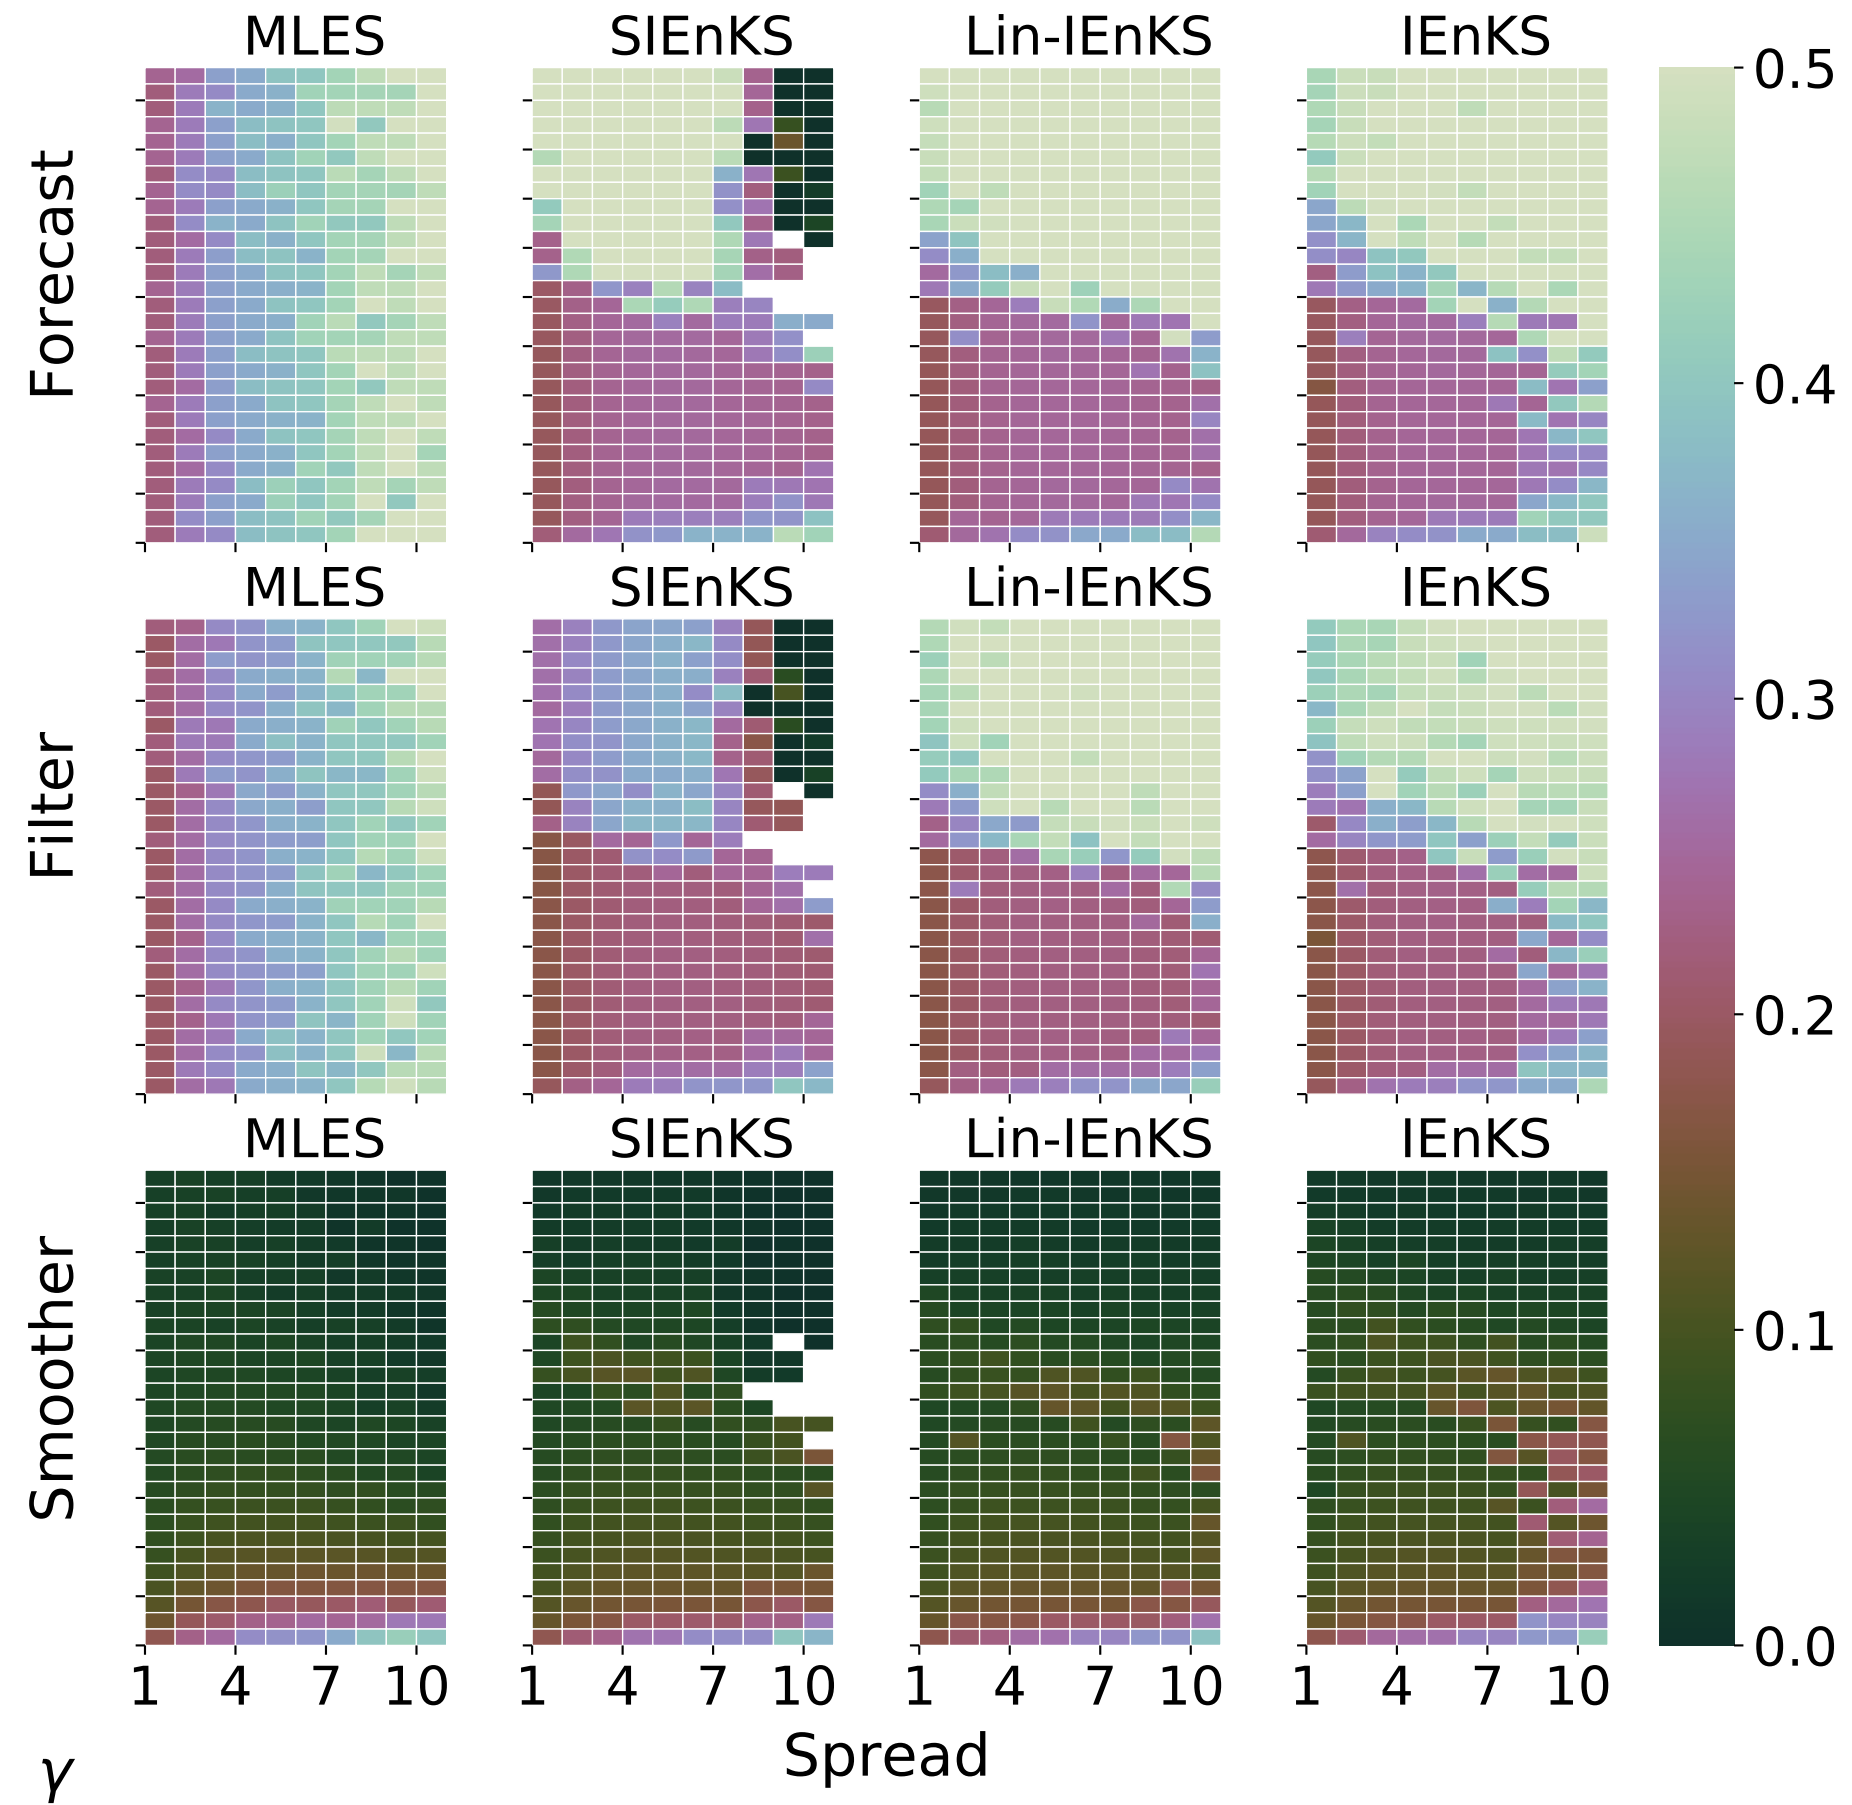 MLES SIEnKS Lin-IEnKS IEnKS
0.5
Forecast
0.4
MLES SIEnKS Lin-IEnKS IEnKS
0.3
Filter
0.2
MLES SIEnKS Lin-IEnKS IEnKS
0.1
Smoother
0.0
1 4 7 10 1 4 7 10 1 4 7 10 1 4 7 10
Spread
γ